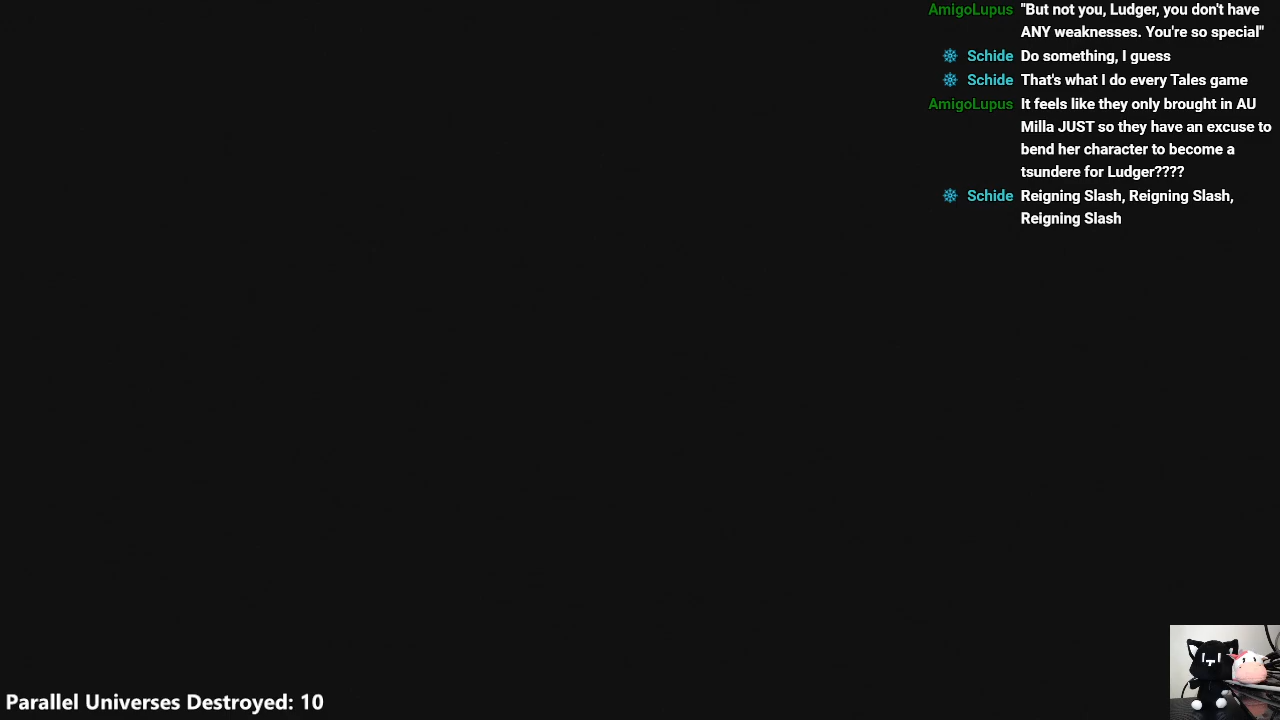 AmigoLupus "But not you, Ludger, you don't have
ANY weaknesses. You're so special"
Schide Do something, I guess
Schide That's what I do every Tales game
AmigoLupus It feels like they only brought in AU
Milla JUST so they have an excuse to
bend her character to become a
tsundere for Ludger????
Schide Reigning Slash, Reigning Slash,
Reigning Slash
Parallel Universes Destroyed: 10